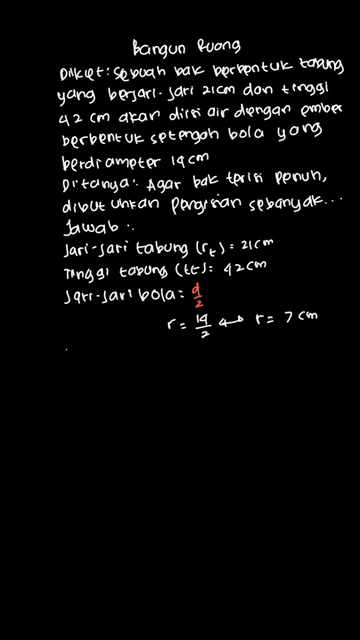 Bangun Ruang
Diket : Sebuah bak berbentuk tabung
yang berjari-jari 21cm dan tinggi
42 cm akan diisi air dengan ember
berbentuk setengah bola yang
berdiameter 14cm
Ditanya : Agar bak terisi penuh,
dibutuhkan pengisian sebanyak...
Jawab :
Jari-jari tabung (rt) = 21cm
Tinggi tabung (tt) = 42cm
Jari-jari bola = d/2
r = 14/2 ↔ r = 7 cm